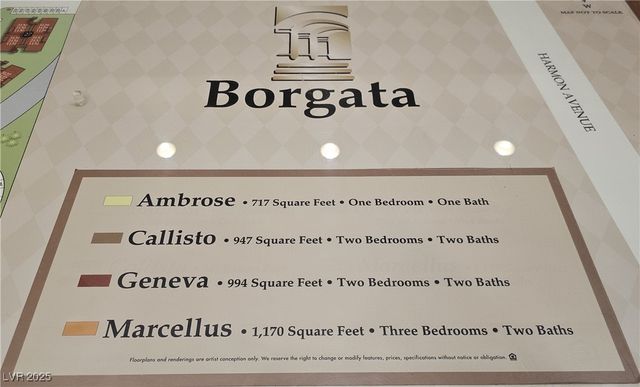 W
MAP NOT TO SCALE
HARMON AVENUE
Borgata
Ambrose • 717 Square Feet • One Bedroom • One Bath
Callisto • 947 Square Feet • Two Bedrooms • Two Baths
Geneva • 994 Square Feet • Two Bedrooms • Two Baths
Marcellus • 1,170 Square Feet • Three Bedrooms • Two Baths
Floorplans and renderings are artist conception only. We reserve the right to change or modify features, prices, specifications without notice or obligation.
LVR 2025